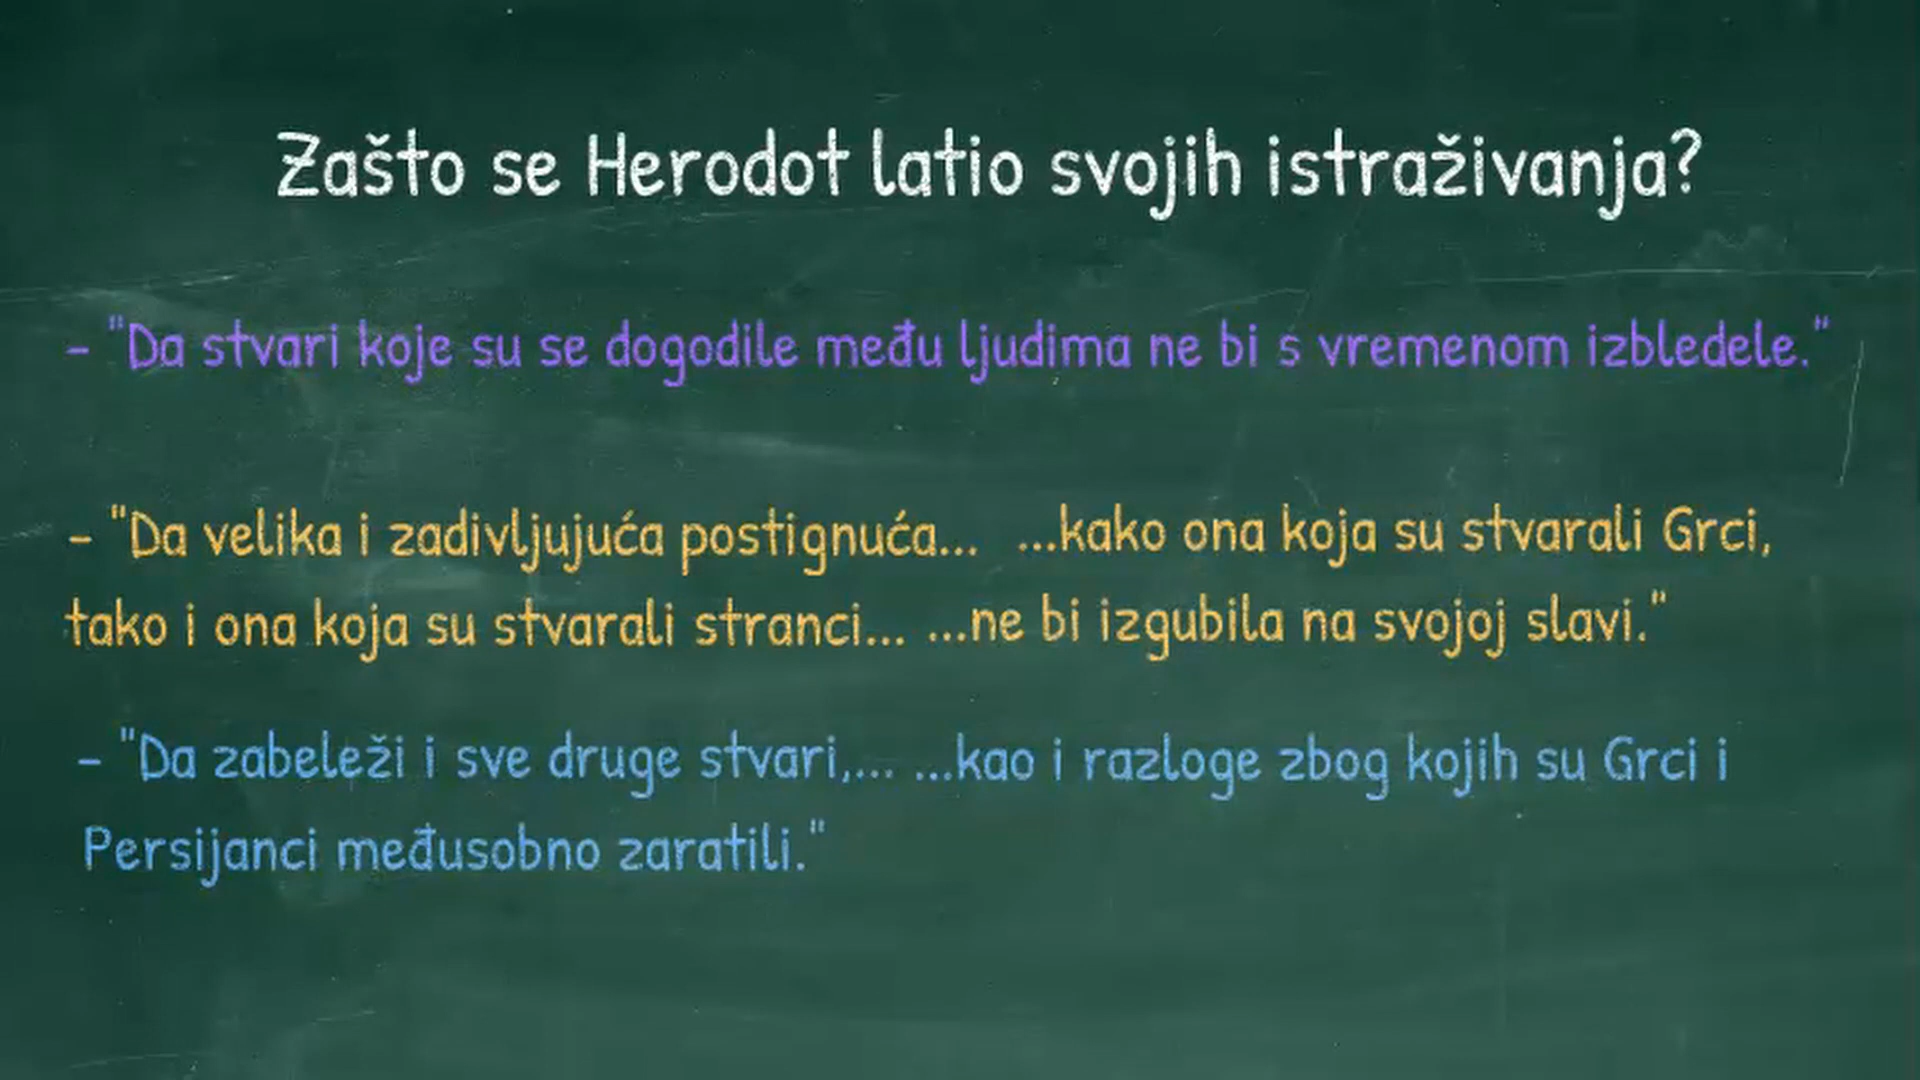 Zašto se Herodot latio svojih istraživanja?
- "Da stvari koje su se dogodile među ljudima ne bi s vremenom izbledele."
- "Da velika i zadivljujuća postignuća... ...kako ona koja su stvarali Grci,
tako i ona koja su stvarali stranci... ...ne bi izgubila na svojoj slavi."
- "Da zabeleži i sve druge stvari,... ...kao i razloge zbog kojih su Grci i
Persijanci međusobno zaratili."